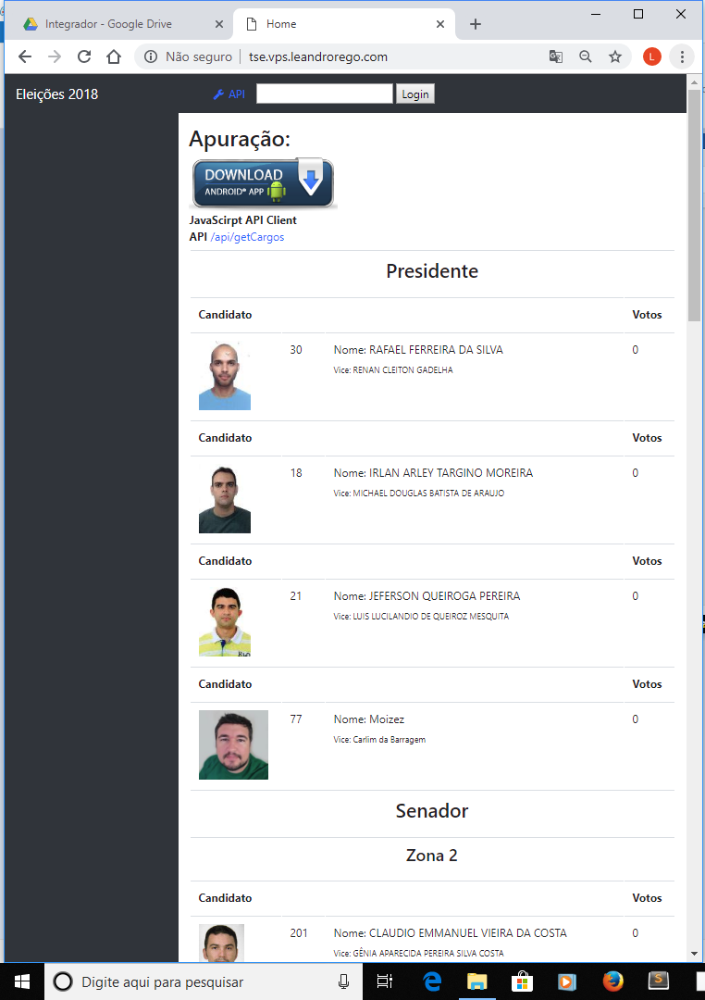 Integrador - Google Drive
Home
Não seguro
tse.vps.leandrorego.com
L
Eleições 2018
API
Login
Apuração:
DOWNLOAD
ANDROID® APP
JavaScirpt API Client
API /api/getCargos
Presidente
Candidato Votos
30 Nome: RAFAEL FERREIRA DA SILVA 0
Vice: RENAN CLEITON GADELHA
Candidato Votos
18 Nome: IRLAN ARLEY TARGINO MOREIRA 0
Vice: MICHAEL DOUGLAS BATISTA DE ARAUJO
Candidato Votos
21 Nome: JEFERSON QUEIROGA PEREIRA 0
Vice: LUIS LUCILANDIO DE QUEIROZ MESQUITA
Run
Candidato Votos
77 Nome: Moizez 0
Vice: Carlim da Barragem
Senador
Zona 2
Candidato Votos
201 Nome: CLAUDIO EMMANUEL VIEIRA DA COSTA 0
Vice: GÊNIA APARECIDA PEREIRA SILVA COSTA
Digite aqui para pesquisar